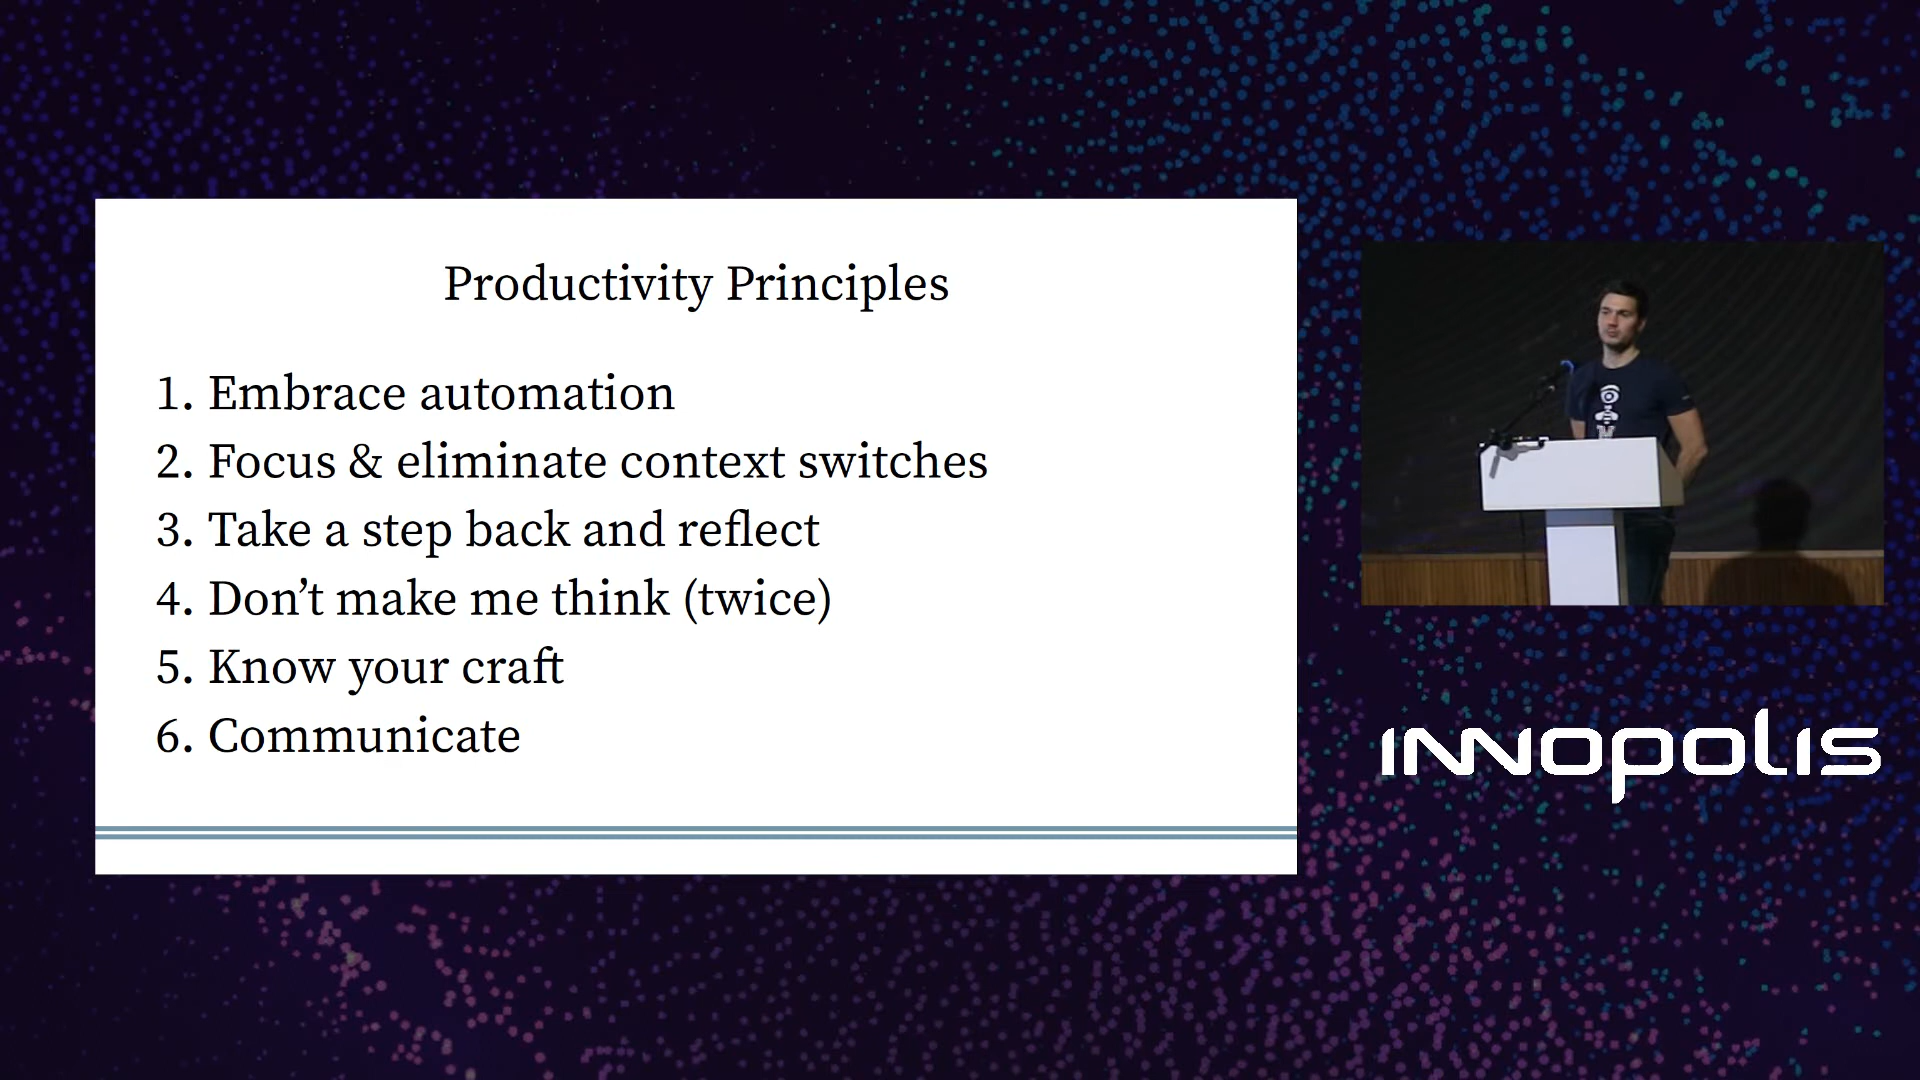 Productivity Principles
1. Embrace automation
2. Focus & eliminate context switches
3. Take a step back and reflect
4. Don’t make me think (twice)
5. Know your craft
6. Communicate
ınnopolıs